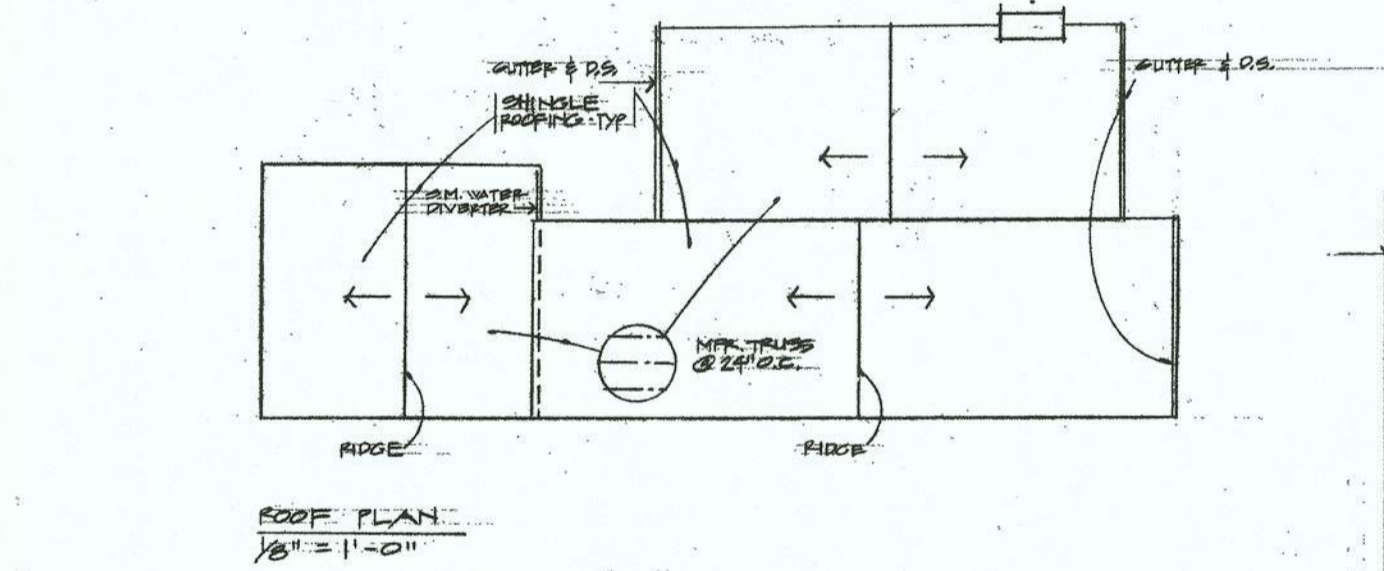 GUTTER & D.S.
SHINGLE
ROOFING-TYP
GUTTER & D.S.
S.M. WATER
DIVERTER
MFR. TRUSS
@ 24" O.C.
RIDGE
RIDGE
ROOF PLAN
1/8" = 1'-0"